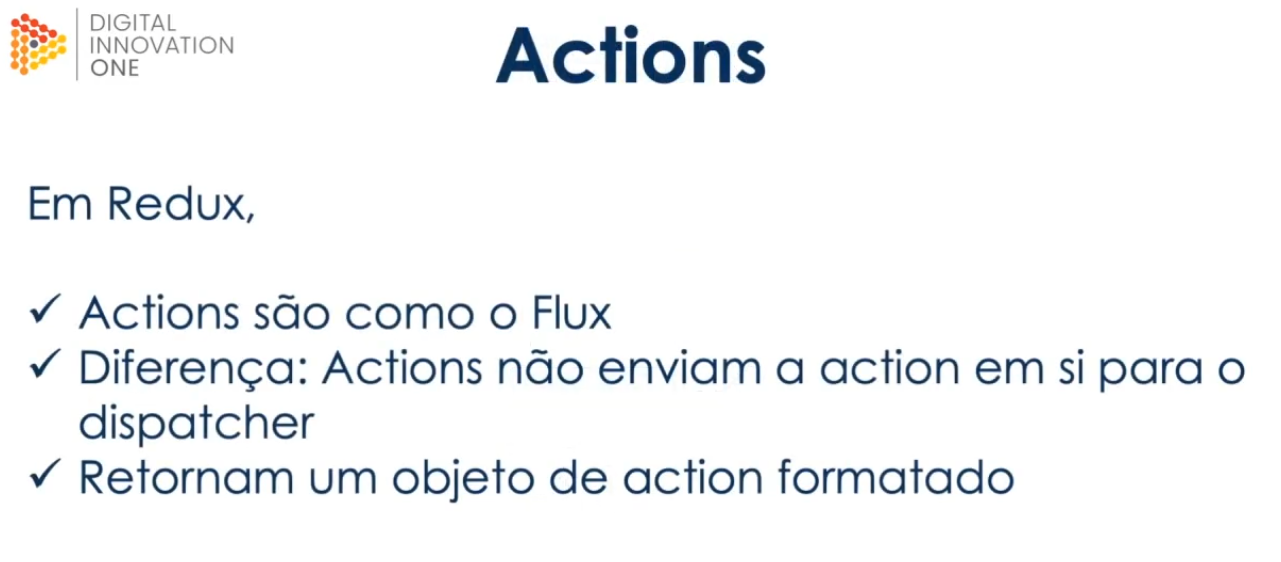 DIGITAL
INNOVATION
ONE
Actions
Em Redux,
✓ Actions são como o Flux
✓ Diferença: Actions não enviam a action em si para o
dispatcher
✓ Retornam um objeto de action formatado